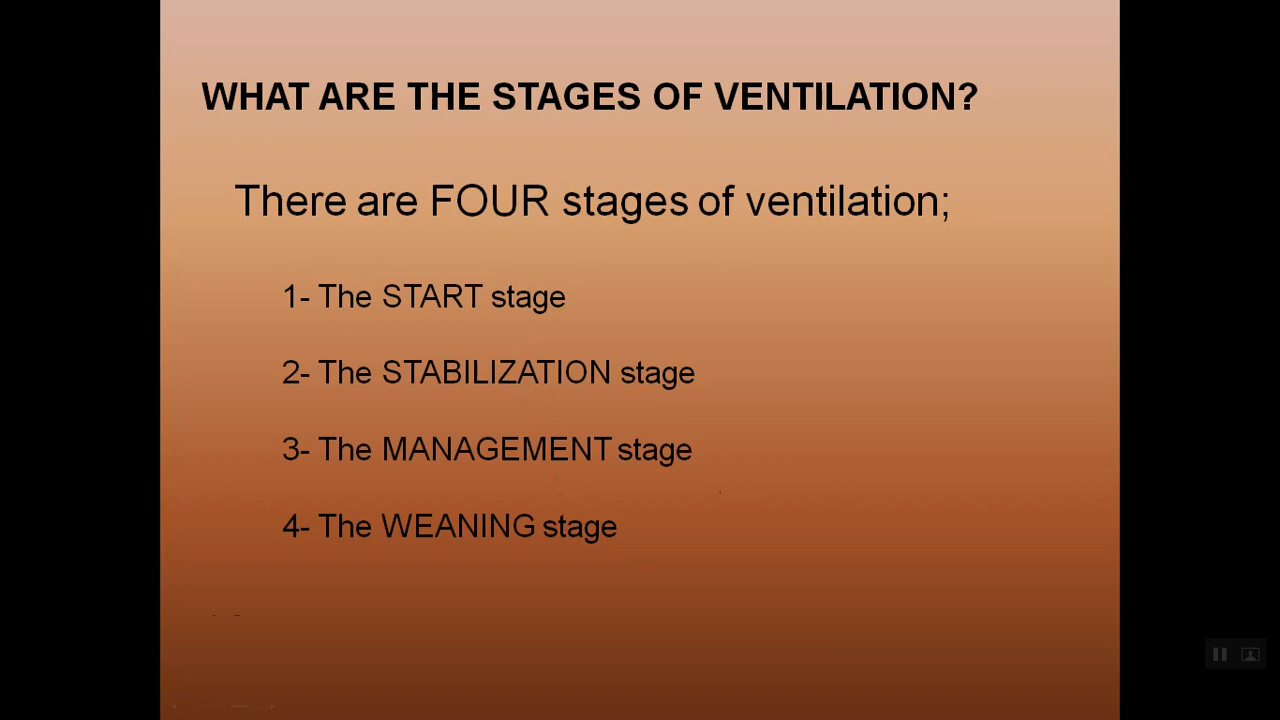 WHAT ARE THE STAGES OF VENTILATION?
There are FOUR stages of ventilation;
1- The START stage
2- The STABILIZATION stage
3- The MANAGEMENT stage
4- The WEANING stage